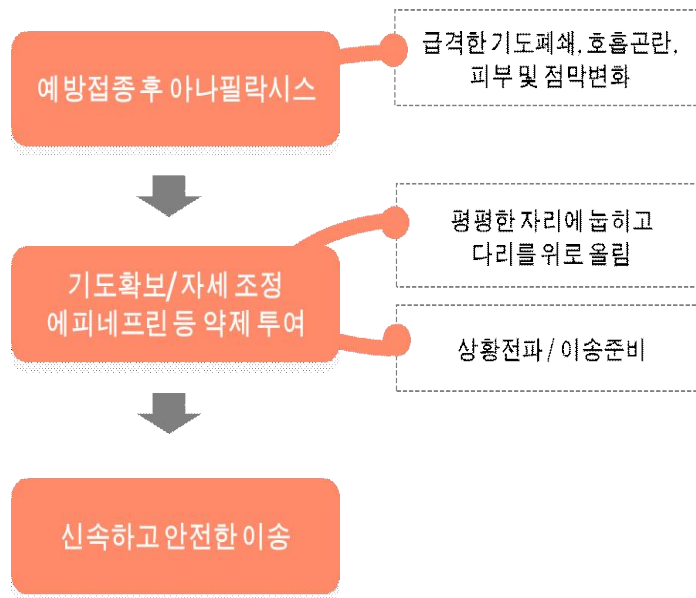 예방접종 후 아나필락시스
급격한 기도폐쇄, 호흡곤란,
피부 및 점막변화
기도확보/ 자세 조정
에피네프린 등 약제 투여
평평한 자리에 눕히고
다리를 위로 올림
상황전파 / 이송준비
신속하고 안전한 이송